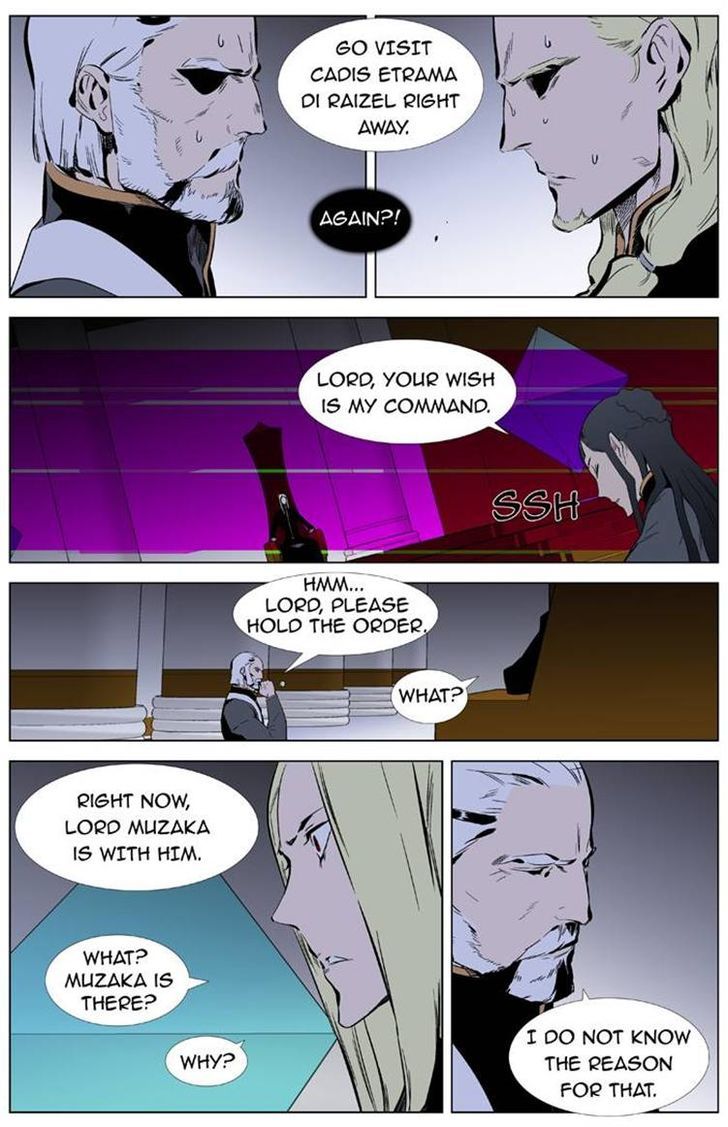 GO VISIT
CADIS ETRAMA
DI RAIZEL RIGHT
AWAY.
AGAIN?!
LORD, YOUR WISH
IS MY COMMAND.
SSH
HMM...
LORD, PLEASE
HOLD THE ORDER.
WHAT?
RIGHT NOW,
LORD MUZAKA
IS WITH HIM.
WHAT?
MUZAKA IS
THERE?
WHY?
I DO NOT KNOW
THE REASON
FOR THAT.